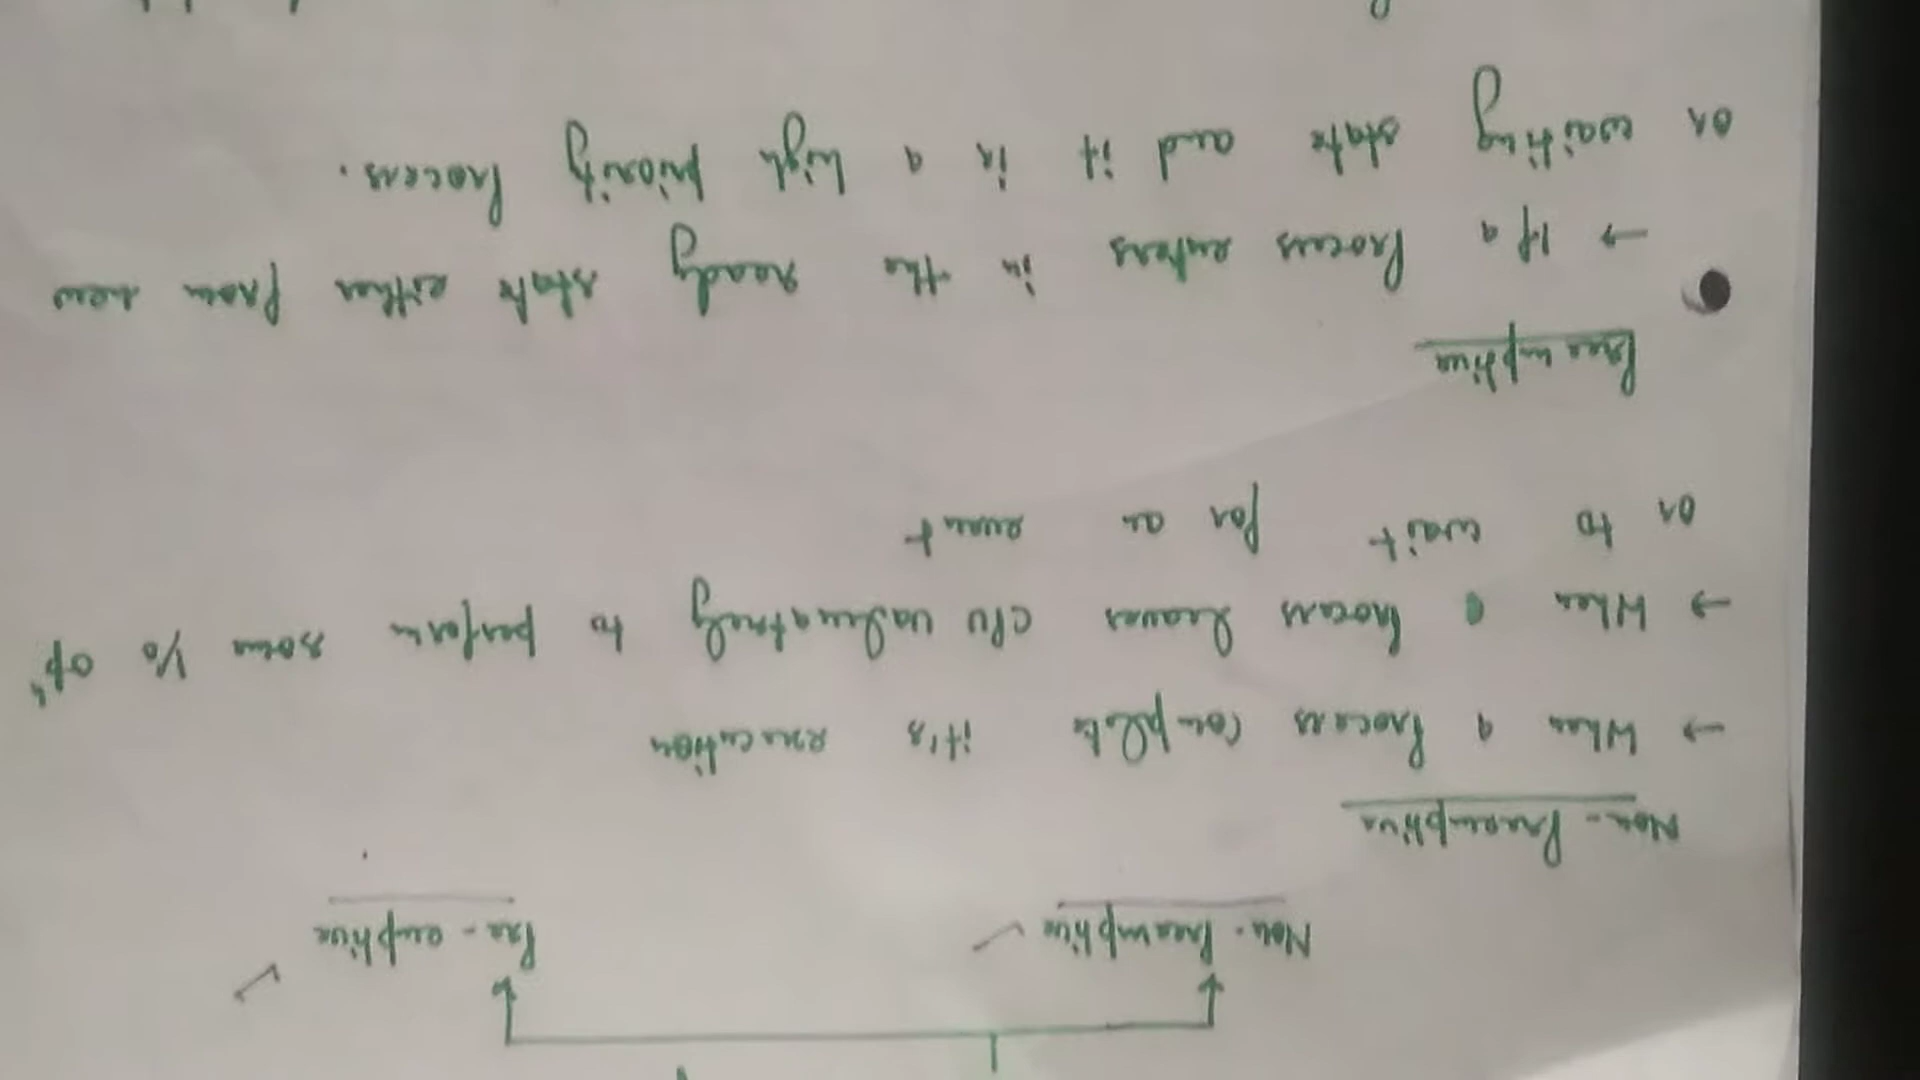 Non-Preemptive Pre-emptive
Non-Preemptive
→ When a Process Complete it's execution
→ When Process leaves CPU to perform some I/O opⁿ
or to wait for an event
Preemptive
→ If a Process enters in the ready state either from new
or waiting state and it is a high priority Process.